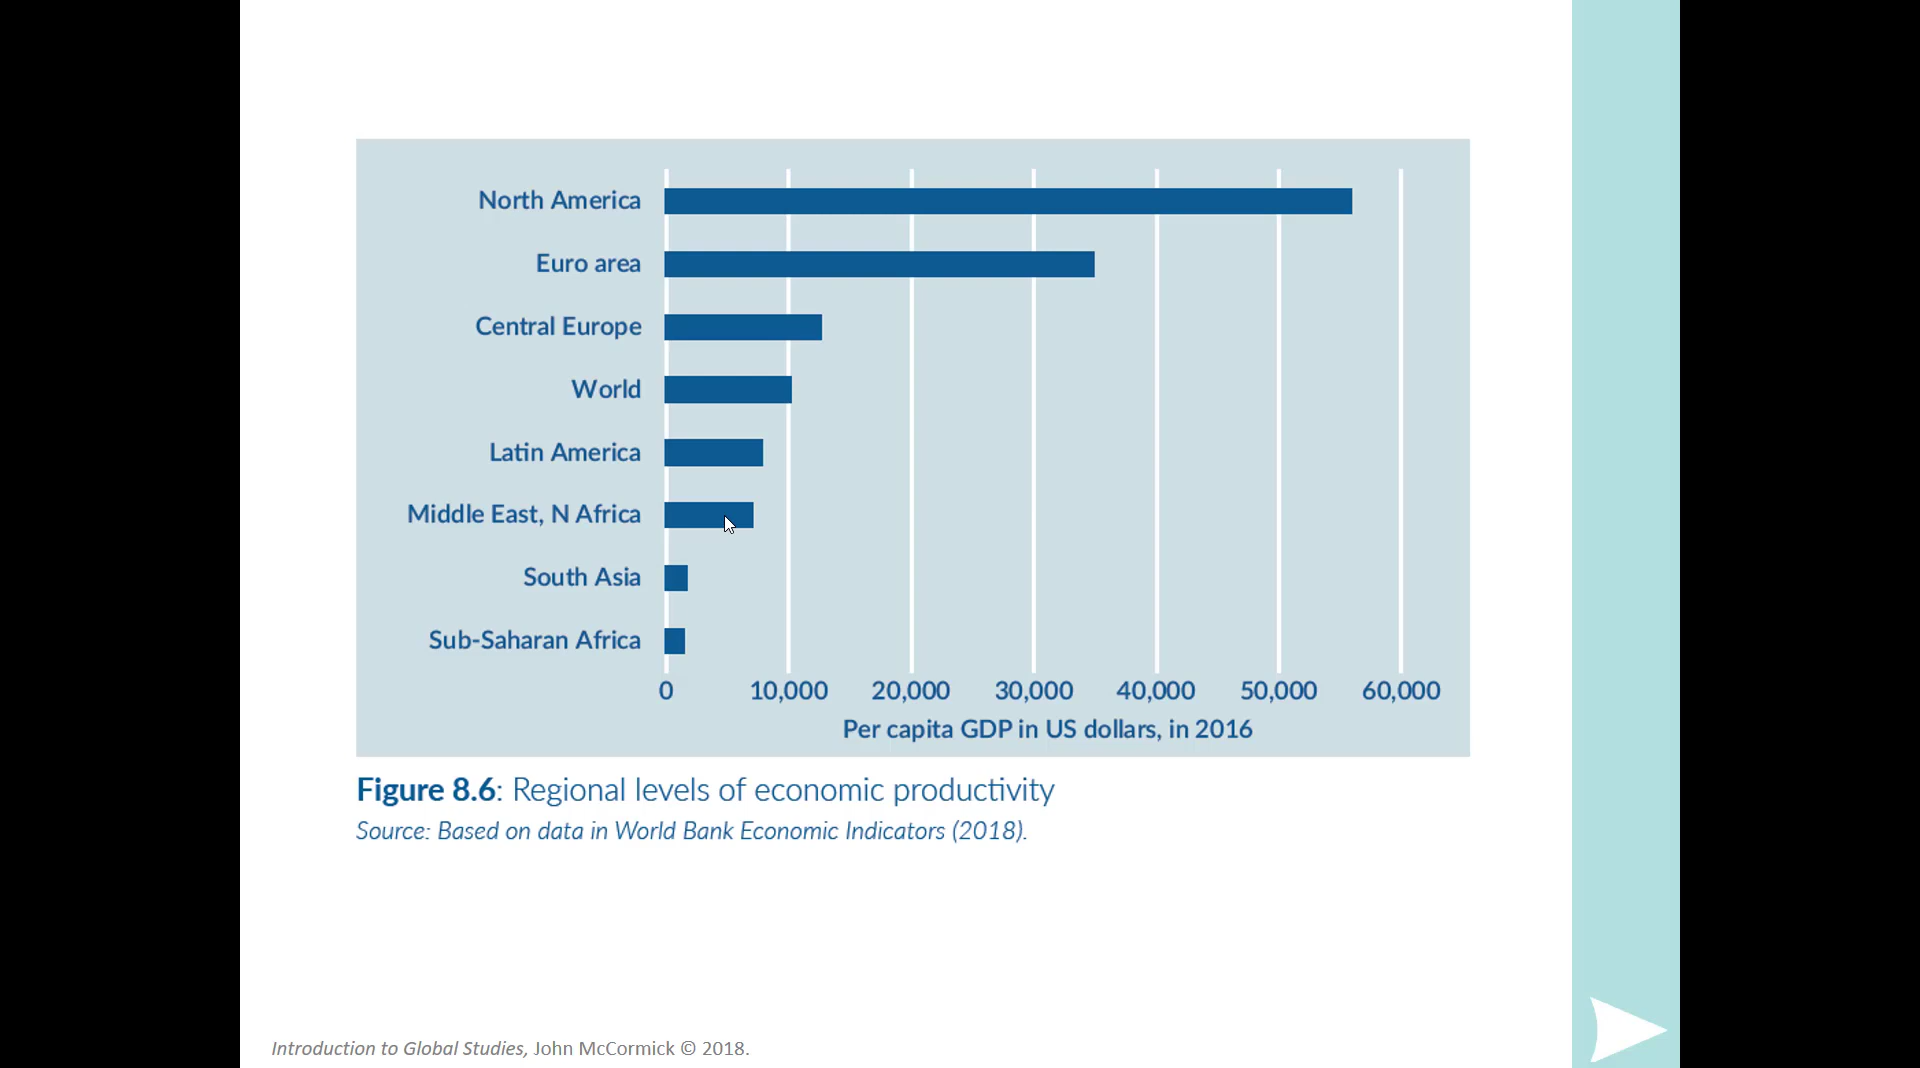 North America
Euro area
Central Europe
World
Latin America
Middle East, N Africa
South Asia
Sub-Saharan Africa
0 10,000 20,000 30,000 40,000 50,000 60,000
Per capita GDP in US dollars, in 2016
Figure 8.6: Regional levels of economic productivity
Source: Based on data in World Bank Economic Indicators (2018).
Introduction to Global Studies, John McCormick © 2018.